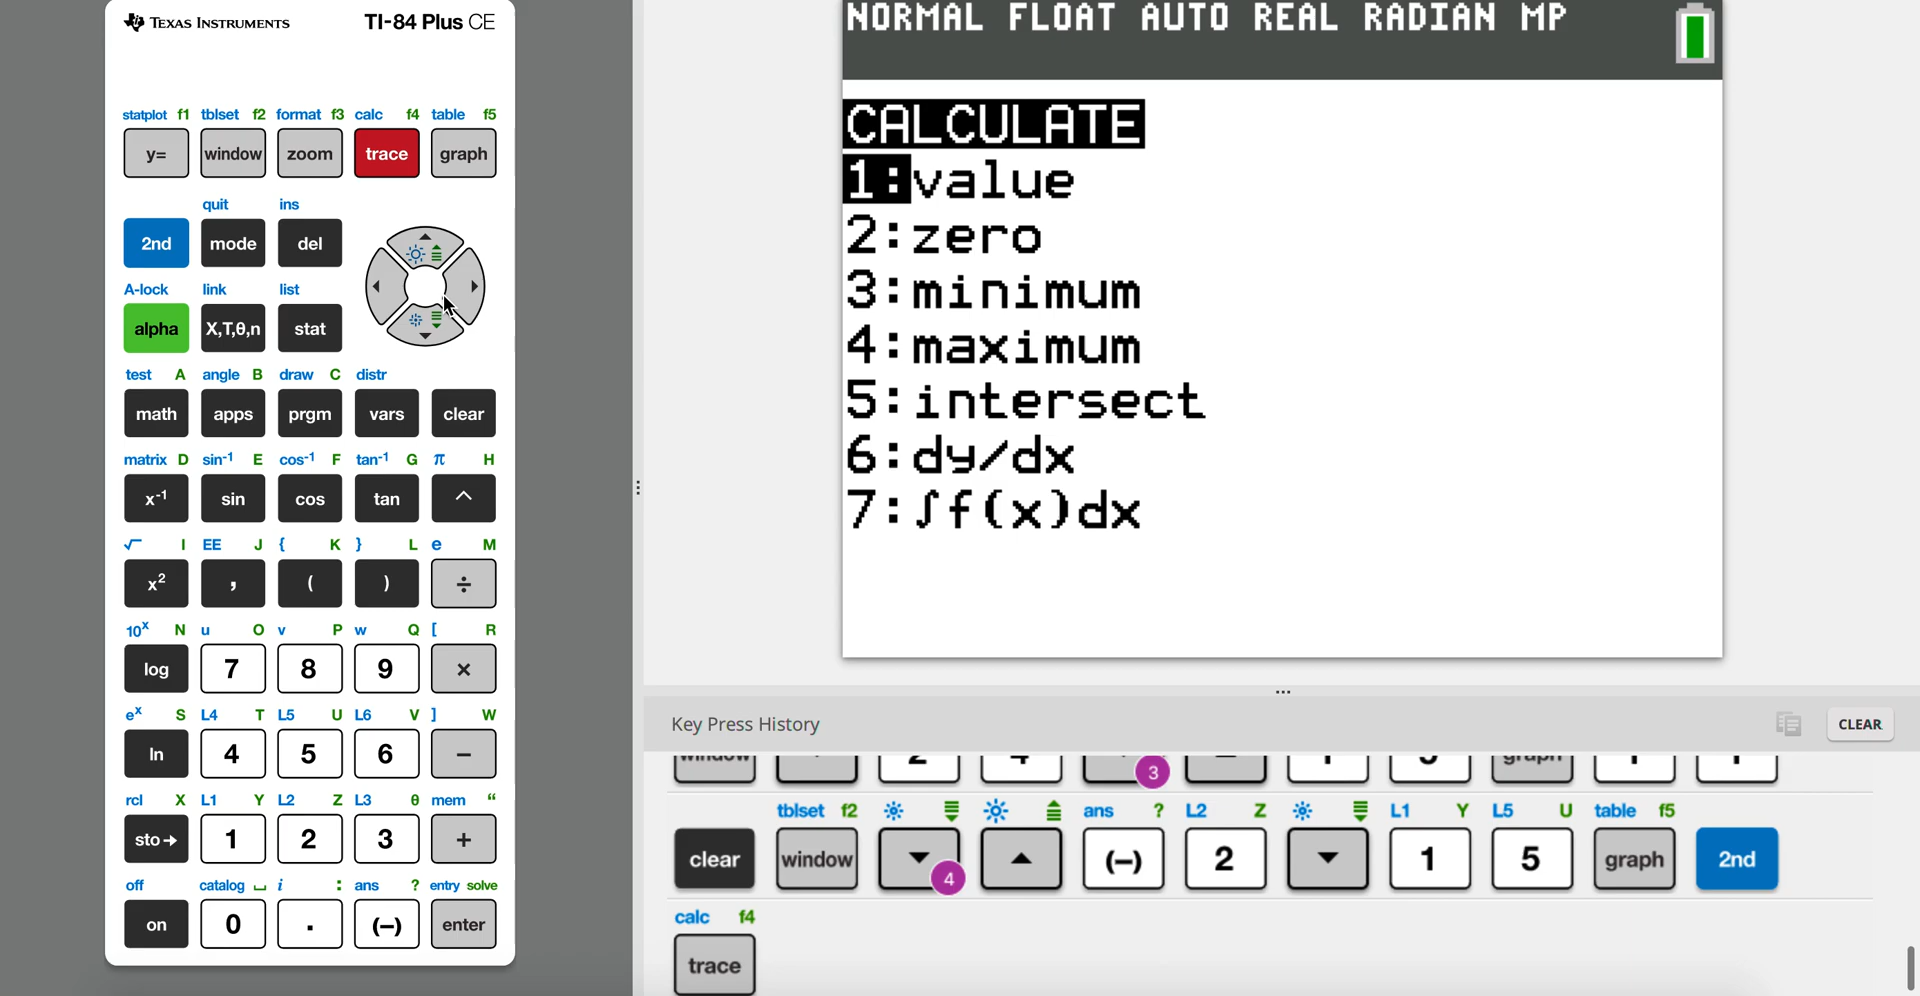 TEXAS INSTRUMENTS TI-84 Plus CE
statplot f1 tblset f2 format f3 calc f4 table f5
y= window zoom trace graph
quit ins
2nd mode del
A-lock link list
alpha X,T,θ,n stat
test A angle B draw C distr
math apps prgm vars clear
matrix D sin-1 E cos-1 F tan-1 G π H
x-1 sin cos tan ^
√ I EE J { K } L e M
x2 , ( ) ÷
10x N u O v P w Q [ R
log 7 8 9 ×
ex S L4 T L5 U L6 V ] W
ln 4 5 6 −
rcl X L1 Y L2 Z L3 θ mem “
sto→ 1 2 3 +
off catalog ⎵ i : ans ? entry solve
on 0 . (−) enter
NORMAL FLOAT AUTO REAL RADIAN MP
CALCULATE
1:value
2:zero
3:minimum
4:maximum
5:intersect
6:dy/dx
7:∫f(x)dx
Key Press History CLEAR
window 2 4 3 − 1 graph
tblset f2 ans ? L2 Z L1 Y L5 U table f5
clear window 4 (−) 2 1 5 graph 2nd
calc f4
trace